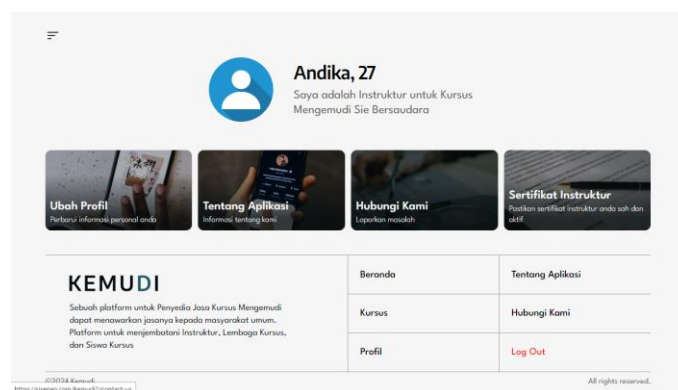 Andika, 27
Saya adalah Instruktur untuk Kursus
Mengemudi Sie Bersaudara
Ubah Profil
Perbarui informasi personal anda
Tentang Aplikasi
Informasi tentang kami
Hubungi Kami
Laporkan masalah
Sertifikat Instruktur
Pastikan sertifikat instruktur anda sah dan
aktif
KEMUDI
Sebuah platform untuk Penyedia Jasa Kursus Mengemudi
dapat menawarkan jasanya kepada masyarakat umum.
Platform untuk menjembatani Instruktur, Lembaga Kursus,
dan Siswa Kursus
Beranda
Tentang Aplikasi
Kursus
Hubungi Kami
Profil
Log Out
©2024 Kemudi
All rights reserved.